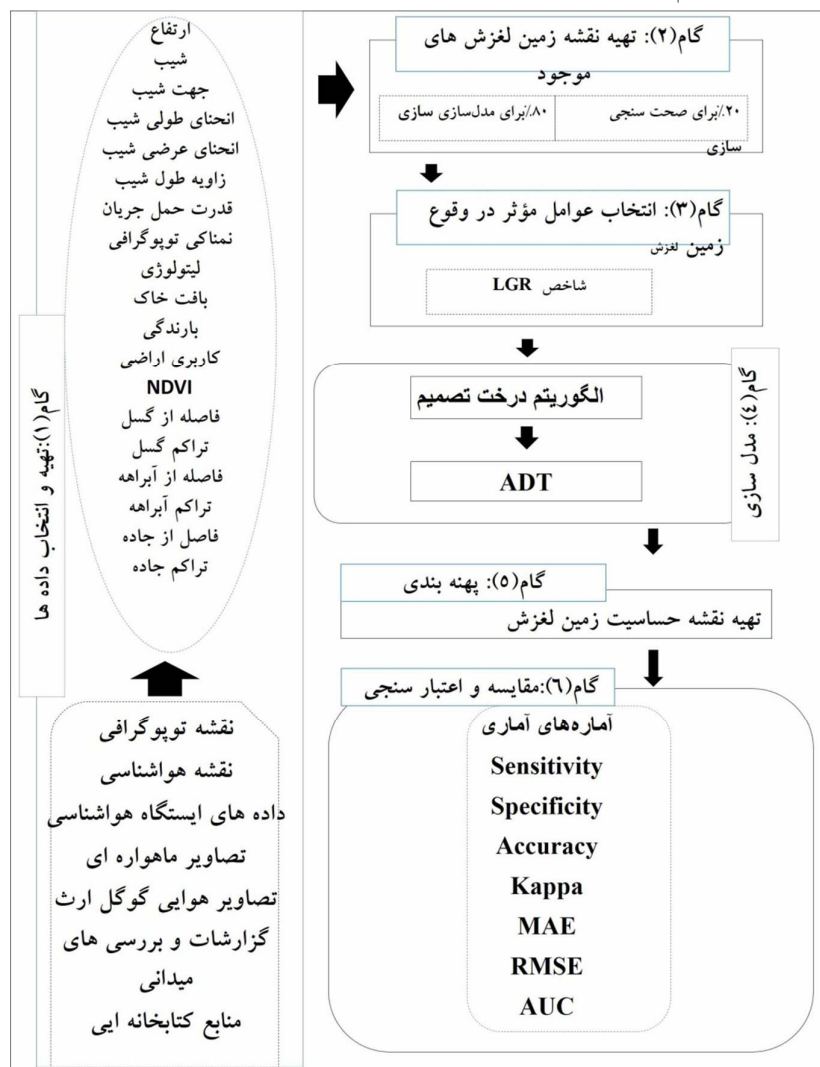 ارتفاع
شیب
جهت شیب
انحنای طولی شیب
انحنای عرضی شیب
زاویه طول شیب
قدرت حمل جریان
نمناکی توپوگرافی
لیتولوژی
بافت خاک
بارندگی
کاربری اراضی
NDVI
فاصله از گسل
تراکم گسل
فاصله از آبراهه
تراکم آبراهه
فاصل از جاده
تراکم جاده
گام(۱):تهیه و انتخاب داده ها
نقشه توپوگرافی
نقشه هواشناسی
داده های ایستگاه هواشناسی
تصاویر ماهواره ای
تصاویر هوایی گوگل ارث
گزارشات و بررسی های
میدانی
منابع کتابخانه ایی
گام(۲): تهیه نقشه زمین لغزش های
موجود
۲۰٪برای صحت سنجی
سازی
۸۰٪برای مدل‌سازی سازی
گام(۳): انتخاب عوامل مؤثر در وقوع
زمین لغزش
شاخص LGR
گام(٤): مدل سازی
الگوریتم درخت تصمیم
ADT
گام(٥): پهنه بندی
تهیه نقشه حساسیت زمین لغزش
گام(٦):مقایسه و اعتبار سنجی
آماره‌های آماری
Sensitivity
Specificity
Accuracy
Kappa
MAE
RMSE
AUC